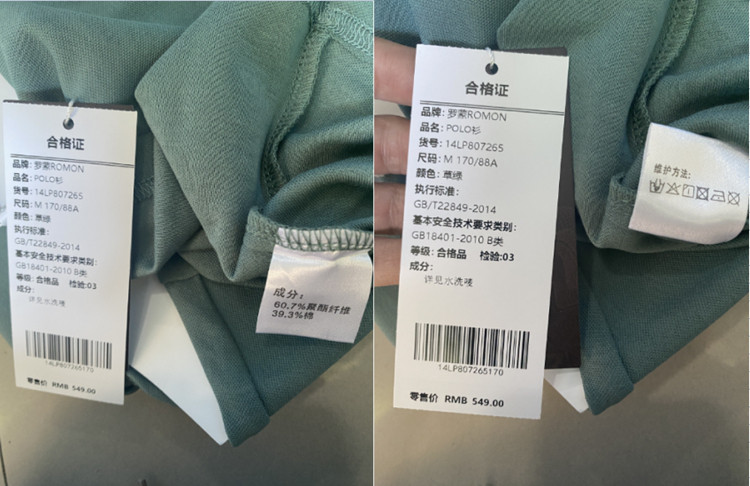 合格证
品牌: 罗蒙ROMON
品名: POLO衫
货号: 14LP807265
尺码: M 170/88A
颜色: 草绿
执行标准:
GB/T22849-2014
基本安全技术要求类别:
GB18401-2010 B类
等级: 合格品 检验:03
成分:
详见水洗唛
14LP807265170
零售价 RMB 549.00
成分:
60.7%聚酯纤维
39.3%棉
合格证
品牌: 罗蒙ROMON
品名: POLO衫
货号: 14LP807265
尺码: M 170/88A
颜色: 草绿
执行标准:
GB/T22849-2014
基本安全技术要求类别:
GB18401-2010 B类
等级: 合格品 检验:03
成分:
详见水洗唛
14LP807265170
零售价 RMB 549.00
维护方法: